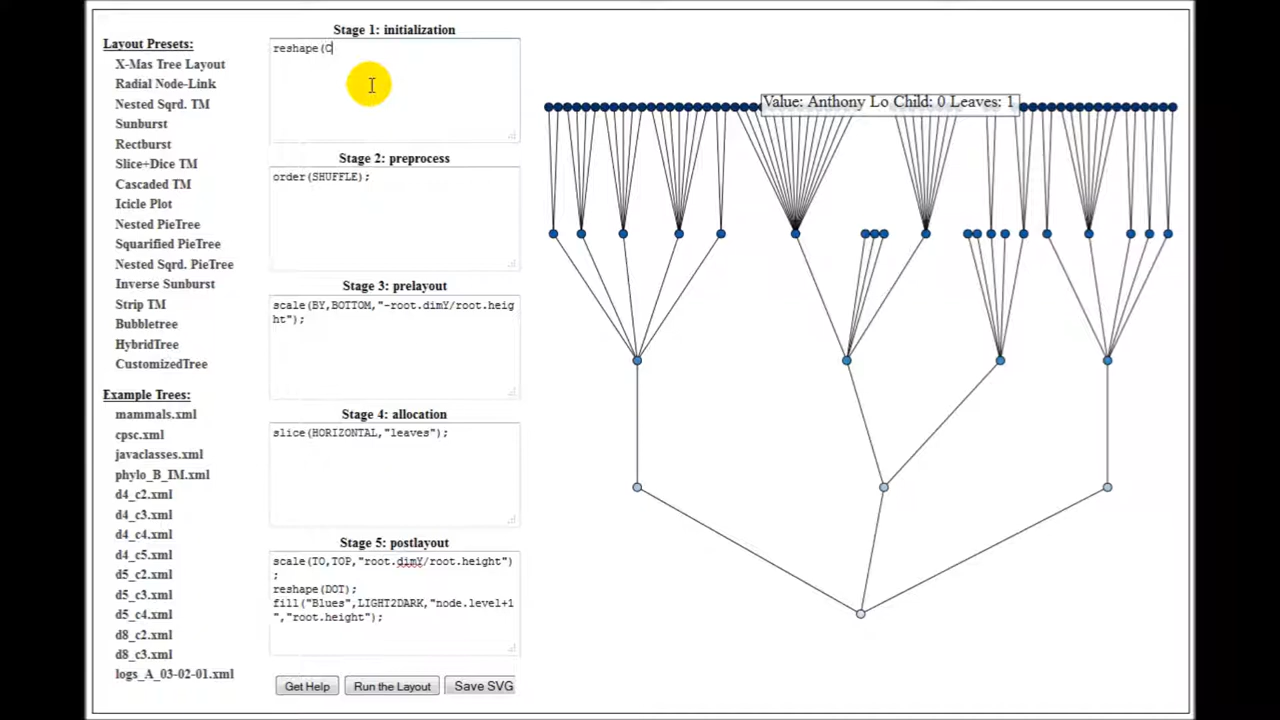 Layout Presets:
X-Mas Tree Layout
Radial Node-Link
Nested Sqrd. TM
Sunburst
Rectburst
Slice+Dice TM
Cascaded TM
Icicle Plot
Nested PieTree
Squarified PieTree
Nested Sqrd. PieTree
Inverse Sunburst
Strip TM
Bubbletree
HybridTree
CustomizedTree
Example Trees:
mammals.xml
cpsc.xml
javaclasses.xml
phylo_B_IM.xml
d4_c2.xml
d4_c3.xml
d4_c4.xml
d4_c5.xml
d5_c2.xml
d5_c3.xml
d5_c4.xml
d8_c2.xml
d8_c3.xml
logs_A_03-02-01.xml
Stage 1: initialization
reshape(C
Stage 2: preprocess
order(SHUFFLE);
Stage 3: prelayout
scale(BY,BOTTOM,"-root.dimY/root.heig
ht");
Stage 4: allocation
slice(HORIZONTAL,"leaves");
Stage 5: postlayout
scale(TO,TOP,"root.dimY/root.height")
;
reshape(DOT);
fill("Blues",LIGHT2DARK,"node.level+1
","root.height");
Get Help
Run the Layout
Save SVG
Value: Anthony Lo Child: 0 Leaves: 1